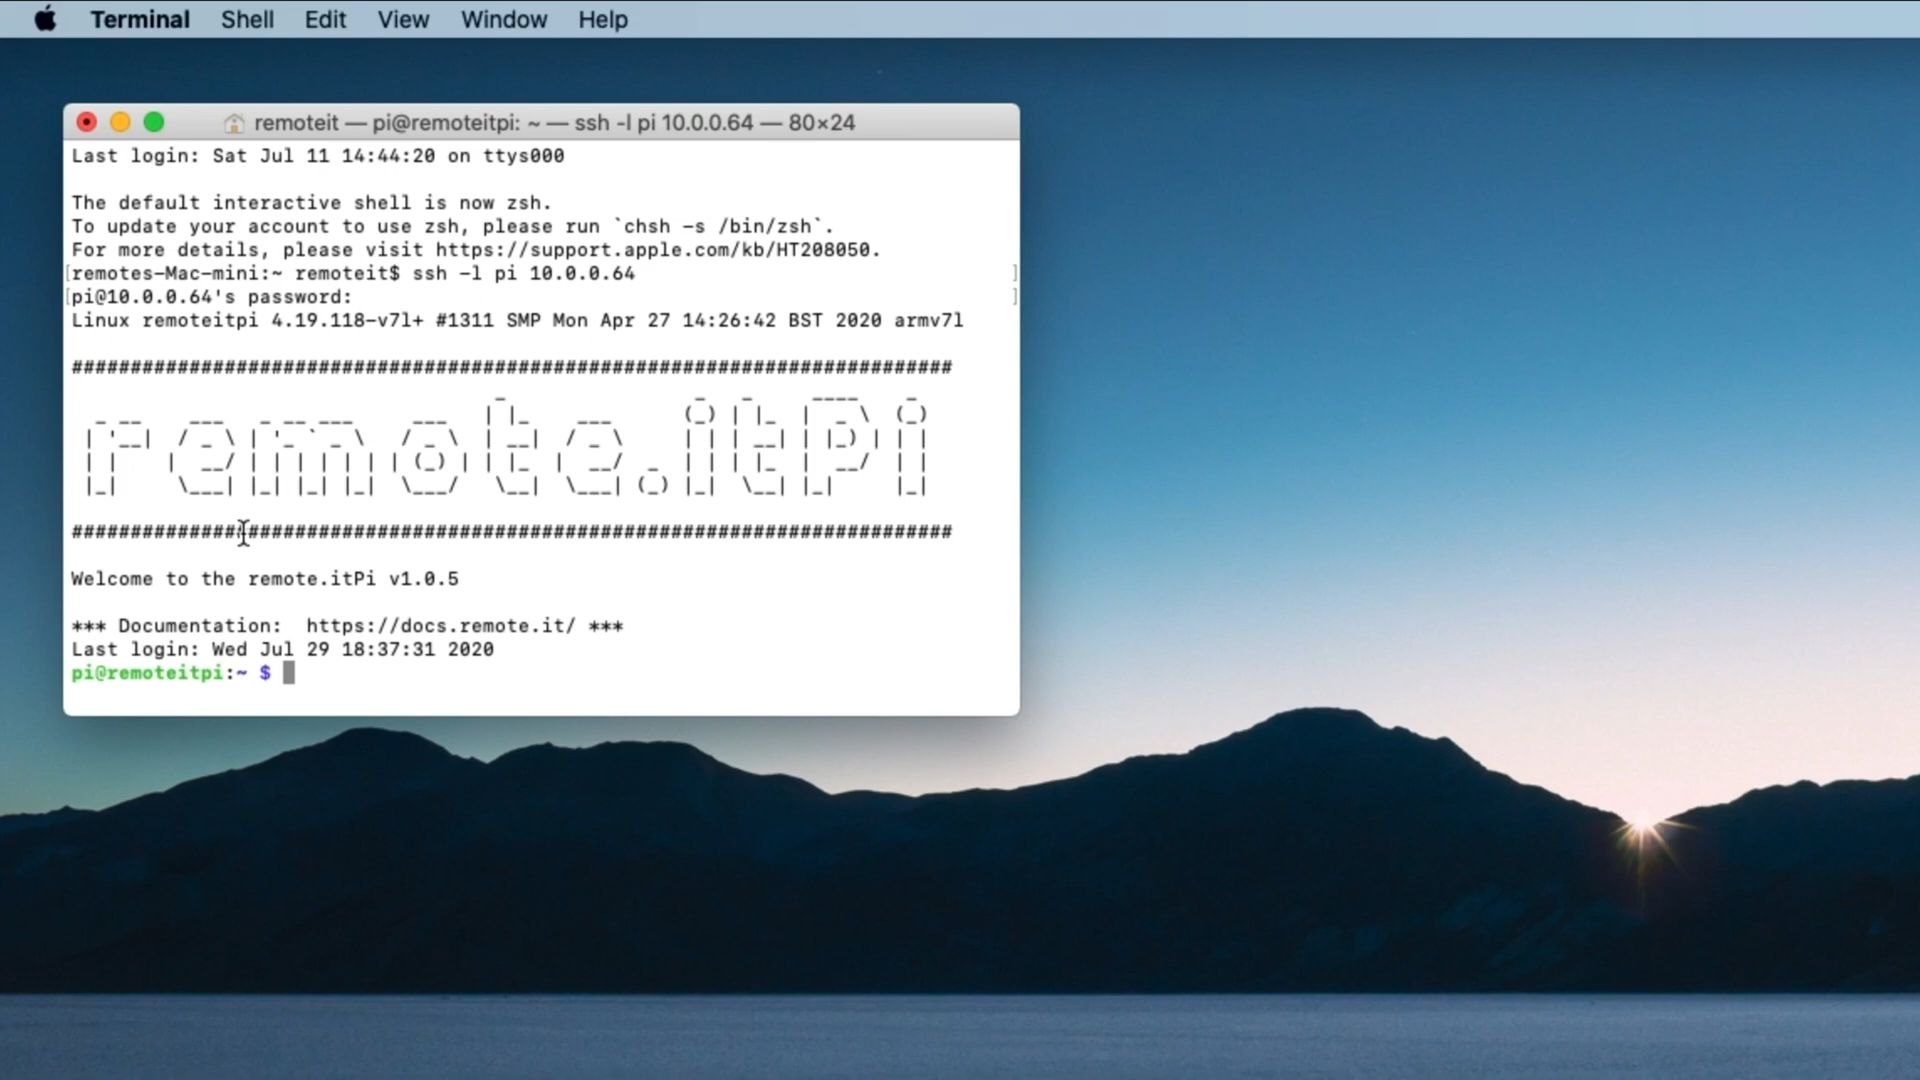 Terminal Shell Edit View Window Help
remoteit — pi@remoteitpi: ~ — ssh -l pi 10.0.0.64 — 80×24
Last login: Sat Jul 11 14:44:20 on ttys000
The default interactive shell is now zsh.
To update your account to use zsh, please run `chsh -s /bin/zsh`.
For more details, please visit https://support.apple.com/kb/HT208050.
[remotes-Mac-mini:~ remoteit$ ssh -l pi 10.0.0.64 ]
[pi@10.0.0.64's password: ]
Linux remoteitpi 4.19.118-v7l+ #1311 SMP Mon Apr 27 14:26:42 BST 2020 armv7l
###########################################################################
remote.itPi
###########################################################################
Welcome to the remote.itPi v1.0.5
*** Documentation:  https://docs.remote.it/ ***
Last login: Wed Jul 29 18:37:31 2020
pi@remoteitpi:~ $